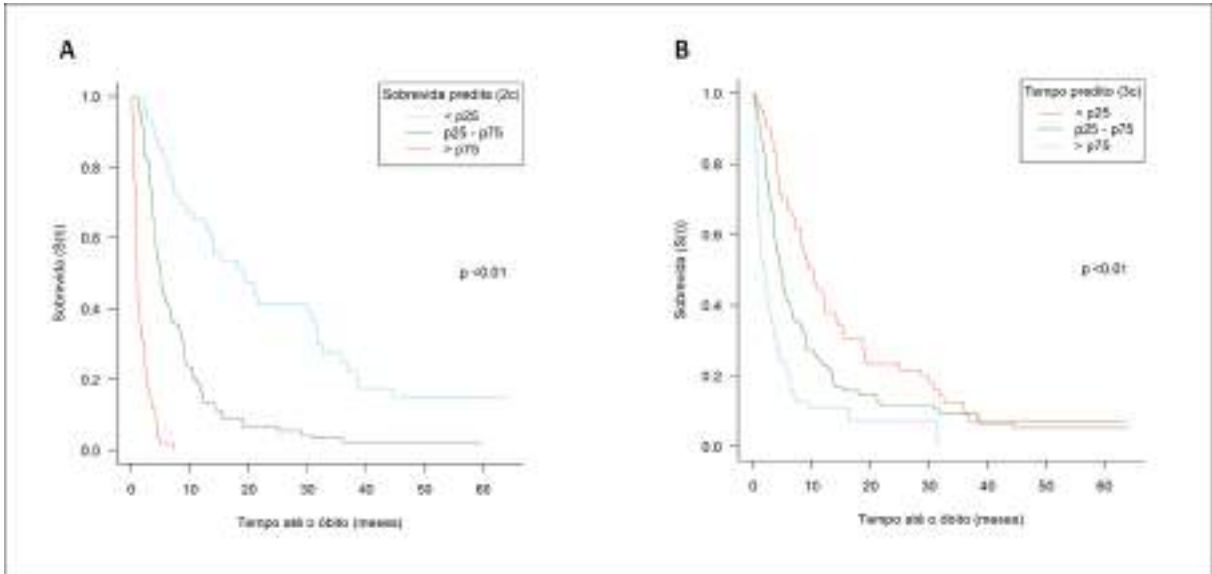 A
Sobrevida predito (2c)
< p25
p25 - p75
> p75
1.0
0.8
0.6
0.4
0.2
0.0
Sobrevida (S(t))
p <0.01
0 10 20 30 40 50 60
Tempo até o óbito (meses)
B
Tempo predito (3c)
< p25
p25 - p75
> p75
1.0
0.8
0.6
0.4
0.2
0.0
Sobrevida (S(t))
p <0.01
0 10 20 30 40 50 60
Tempo até o óbito (meses)